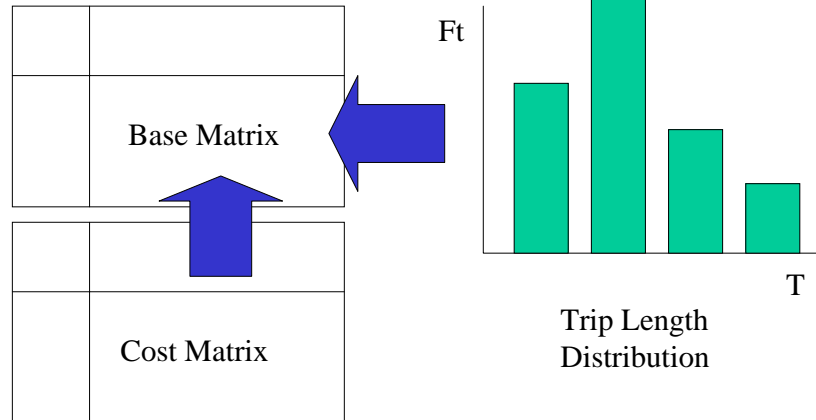 Ft
Base Matrix
T
Trip Length
Distribution
Cost Matrix